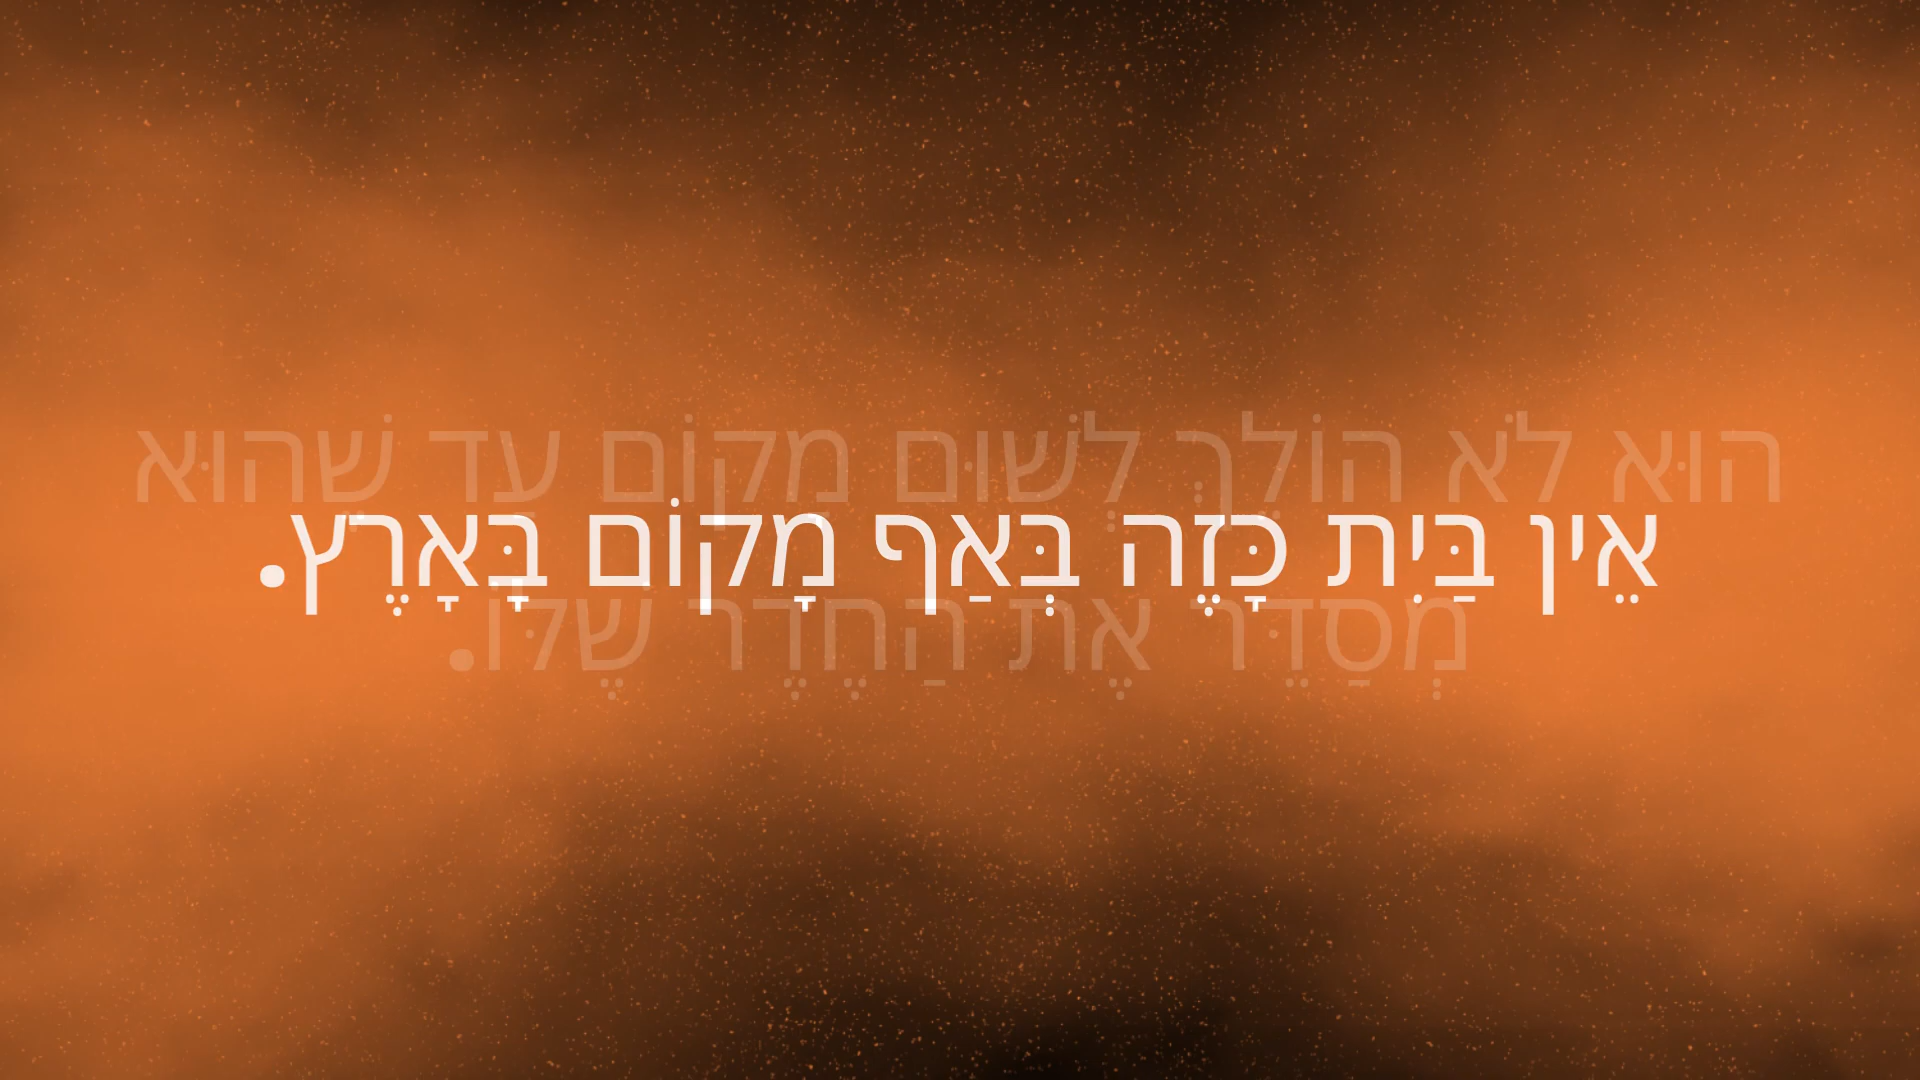 הוּא לֹא הוֹלֵךְ לְשׁוּם מָקוֹם עַד שֶׁהוּא
אֵין בַּיִת כָּזֶה בְּאַף מָקוֹם בָּאָרֶץ.
מְסַדֵּר אֶת הַחֶדֶר שֶׁלּוֹ.